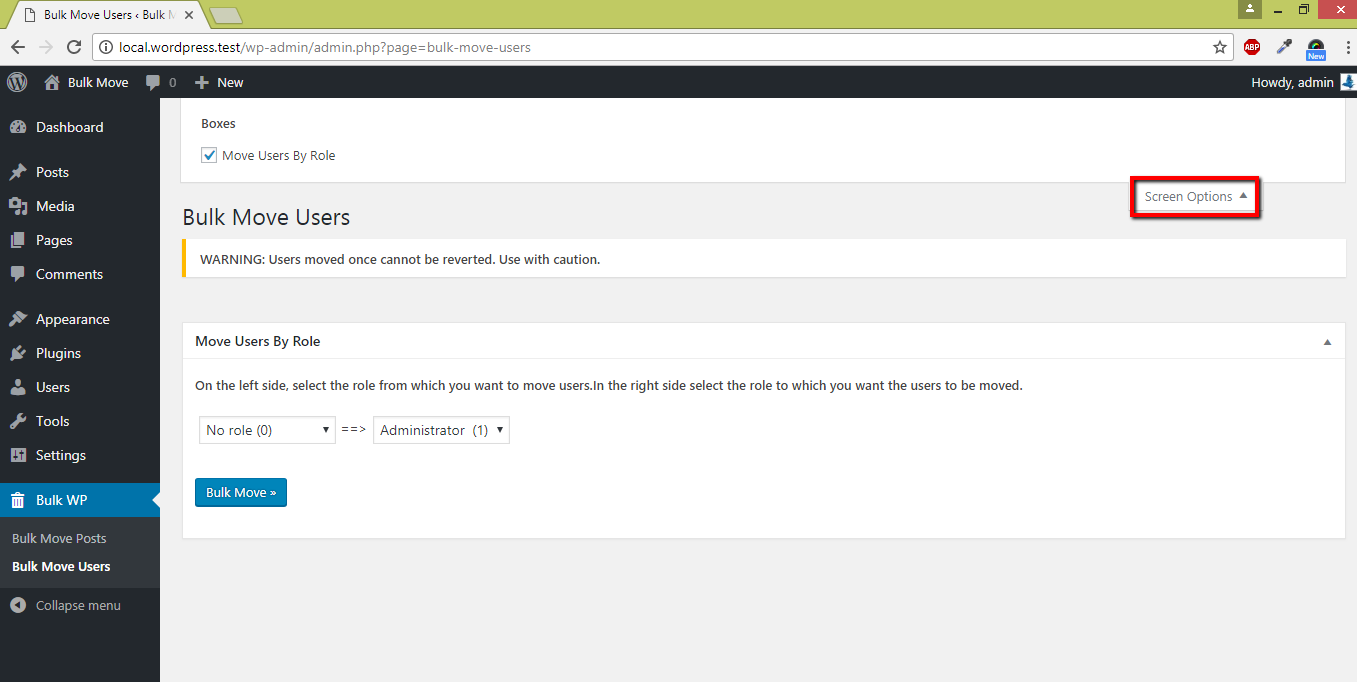 Bulk Move Users ‹ Bulk M
local.wordpress.test/wp-admin/admin.php?page=bulk-move-users
ABP
New
Bulk Move
0
New
Howdy, admin
Dashboard
Posts
Media
Pages
Comments
Appearance
Plugins
Users
Tools
Settings
Bulk WP
Bulk Move Posts
Bulk Move Users
Collapse menu
Boxes
Move Users By Role
Screen Options
Bulk Move Users
WARNING: Users moved once cannot be reverted. Use with caution.
Move Users By Role
On the left side, select the role from which you want to move users.In the right side select the role to which you want the users to be moved.
No role (0) ==> Administrator (1)
Bulk Move »